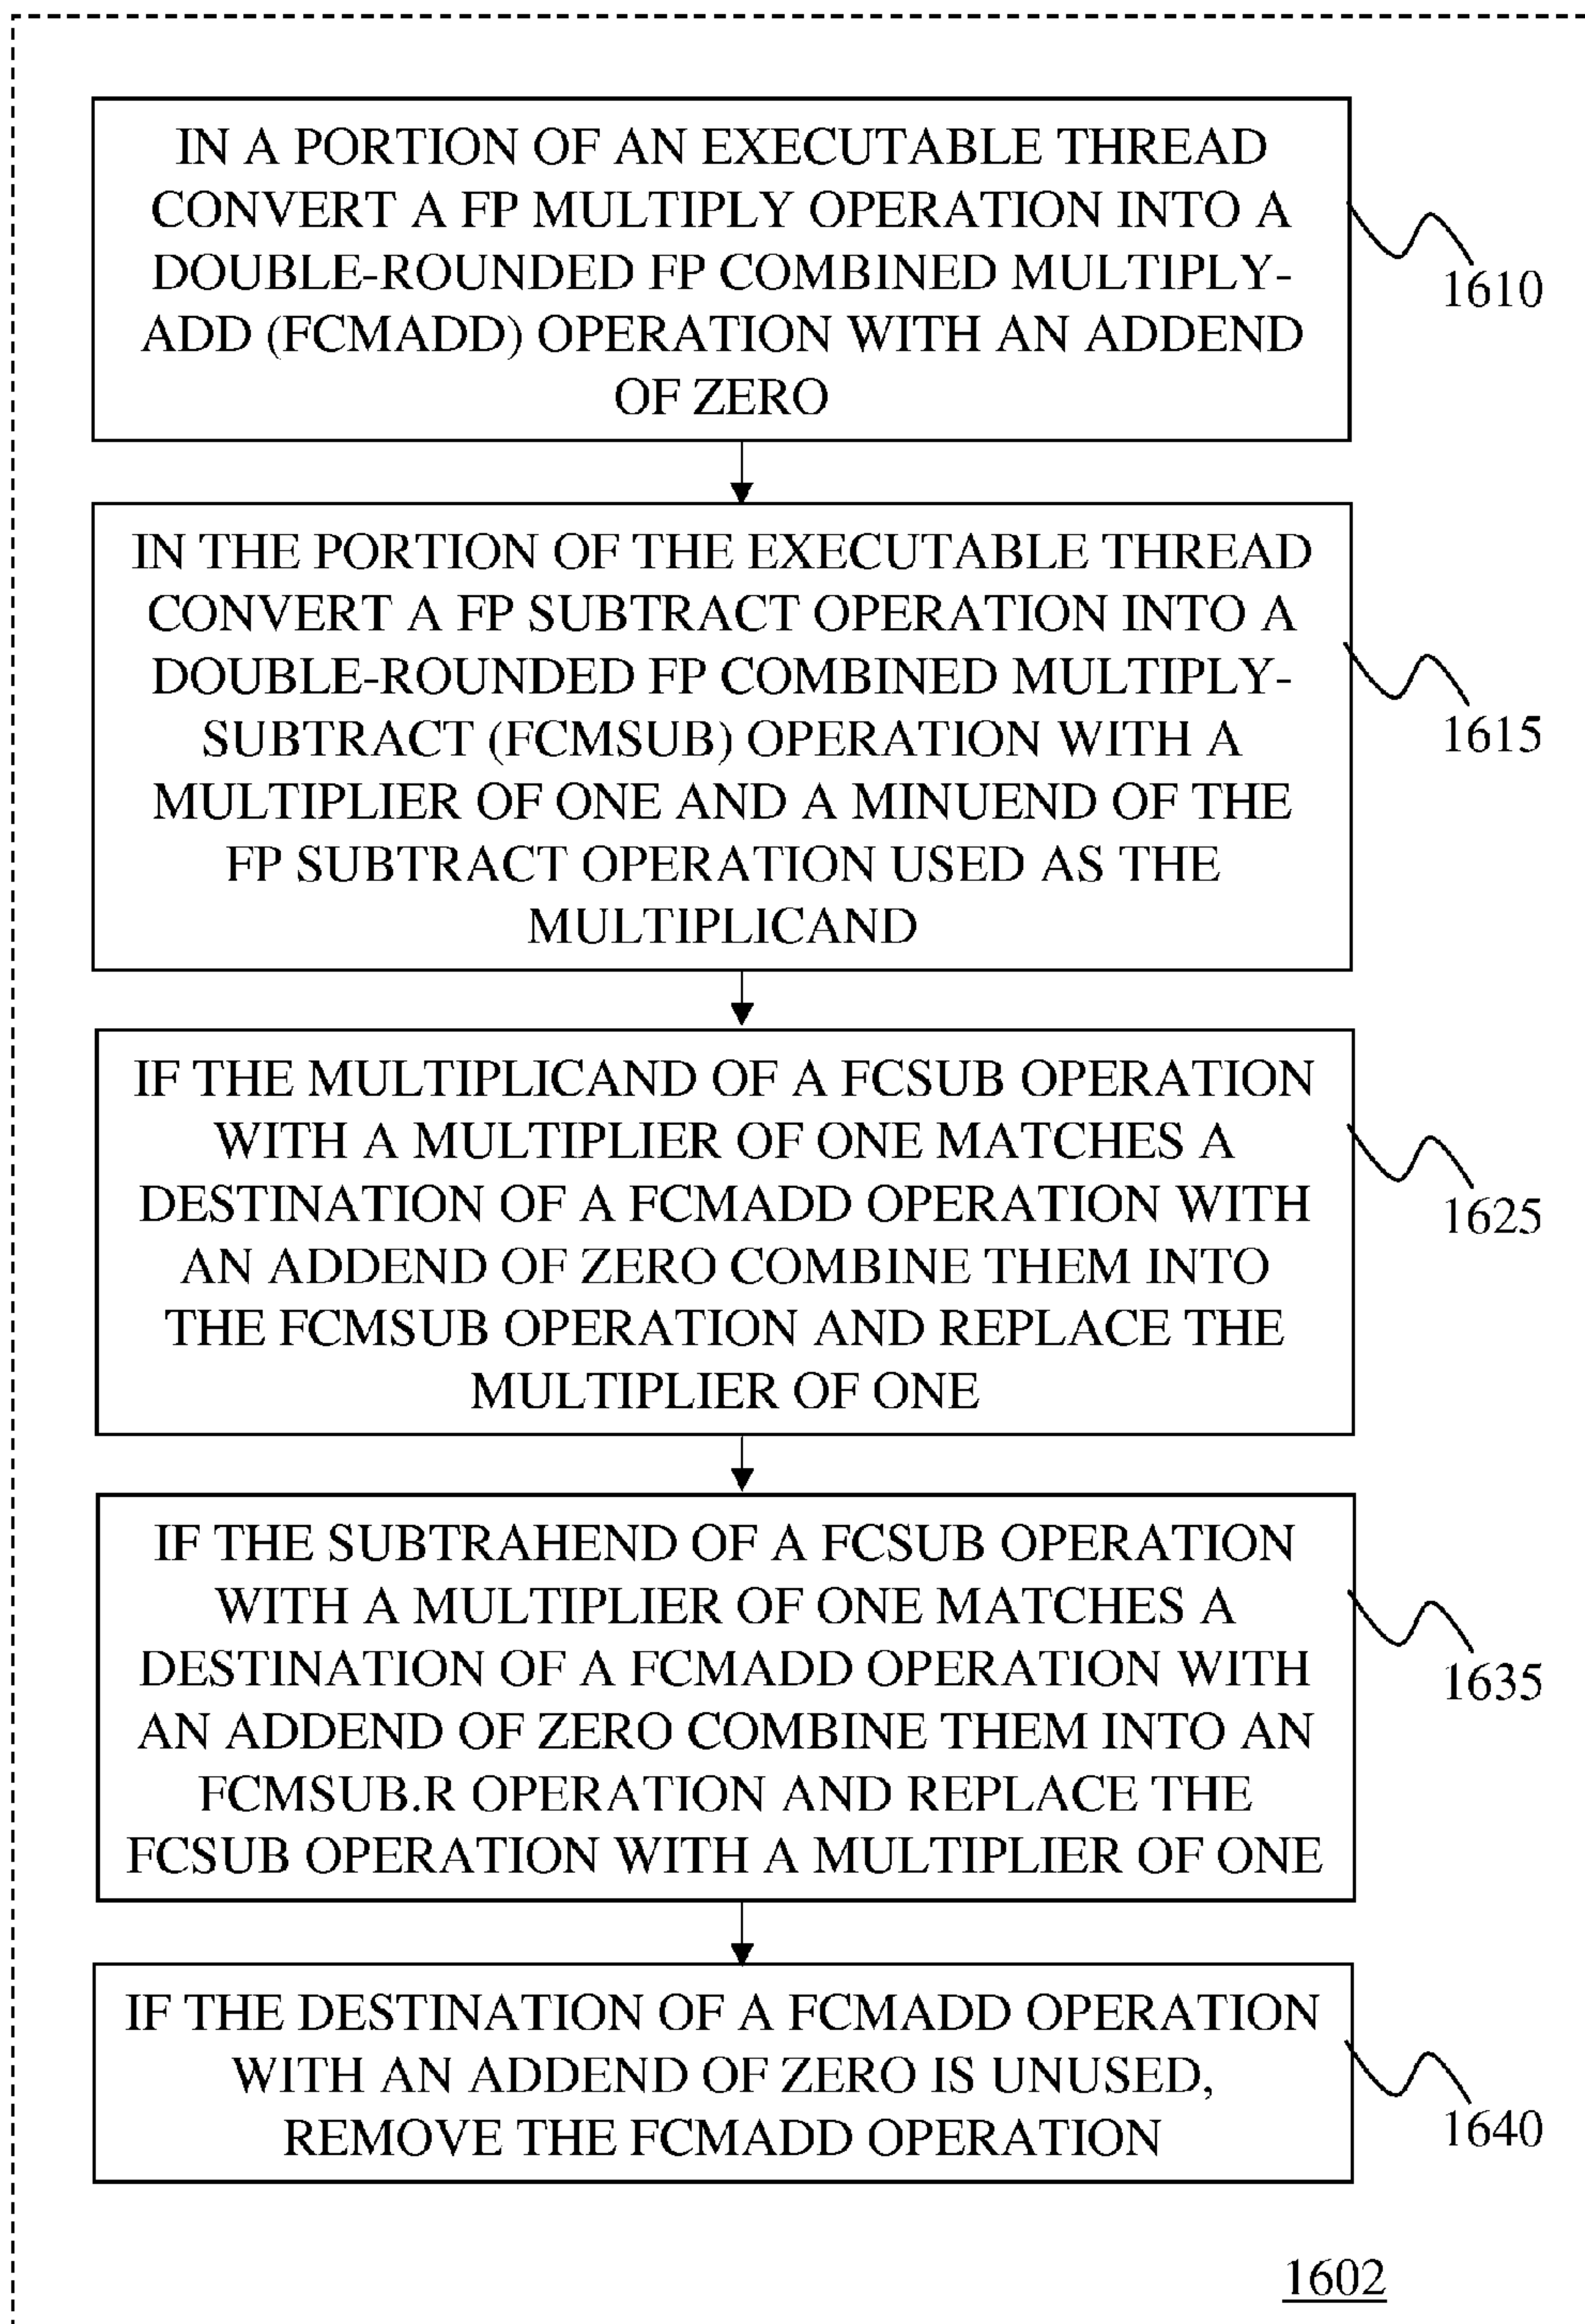 IN A PORTION OF AN EXECUTABLE THREAD
CONVERT A FP MULTIPLY OPERATION INTO A
DOUBLE-ROUNDED FP COMBINED MULTIPLY-
ADD (FCMADD) OPERATION WITH AN ADDEND
OF ZERO
1610
IN THE PORTION OF THE EXECUTABLE THREAD
CONVERT A FP SUBTRACT OPERATION INTO A
DOUBLE-ROUNDED FP COMBINED MULTIPLY-
SUBTRACT (FCMSUB) OPERATION WITH A
MULTIPLIER OF ONE AND A MINUEND OF THE
FP SUBTRACT OPERATION USED AS THE
MULTIPLICAND
1615
IF THE MULTIPLICAND OF A FCSUB OPERATION
WITH A MULTIPLIER OF ONE MATCHES A
DESTINATION OF A FCMADD OPERATION WITH
AN ADDEND OF ZERO COMBINE THEM INTO
THE FCMSUB OPERATION AND REPLACE THE
MULTIPLIER OF ONE
1625
IF THE SUBTRAHEND OF A FCSUB OPERATION
WITH A MULTIPLIER OF ONE MATCHES A
DESTINATION OF A FCMADD OPERATION WITH
AN ADDEND OF ZERO COMBINE THEM INTO AN
FCMSUB.R OPERATION AND REPLACE THE
FCSUB OPERATION WITH A MULTIPLIER OF ONE
1635
IF THE DESTINATION OF A FCMADD OPERATION
WITH AN ADDEND OF ZERO IS UNUSED,
REMOVE THE FCMADD OPERATION
1640
1602